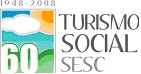 1948-2008
60
TURISMO
SOCIAL
SESC